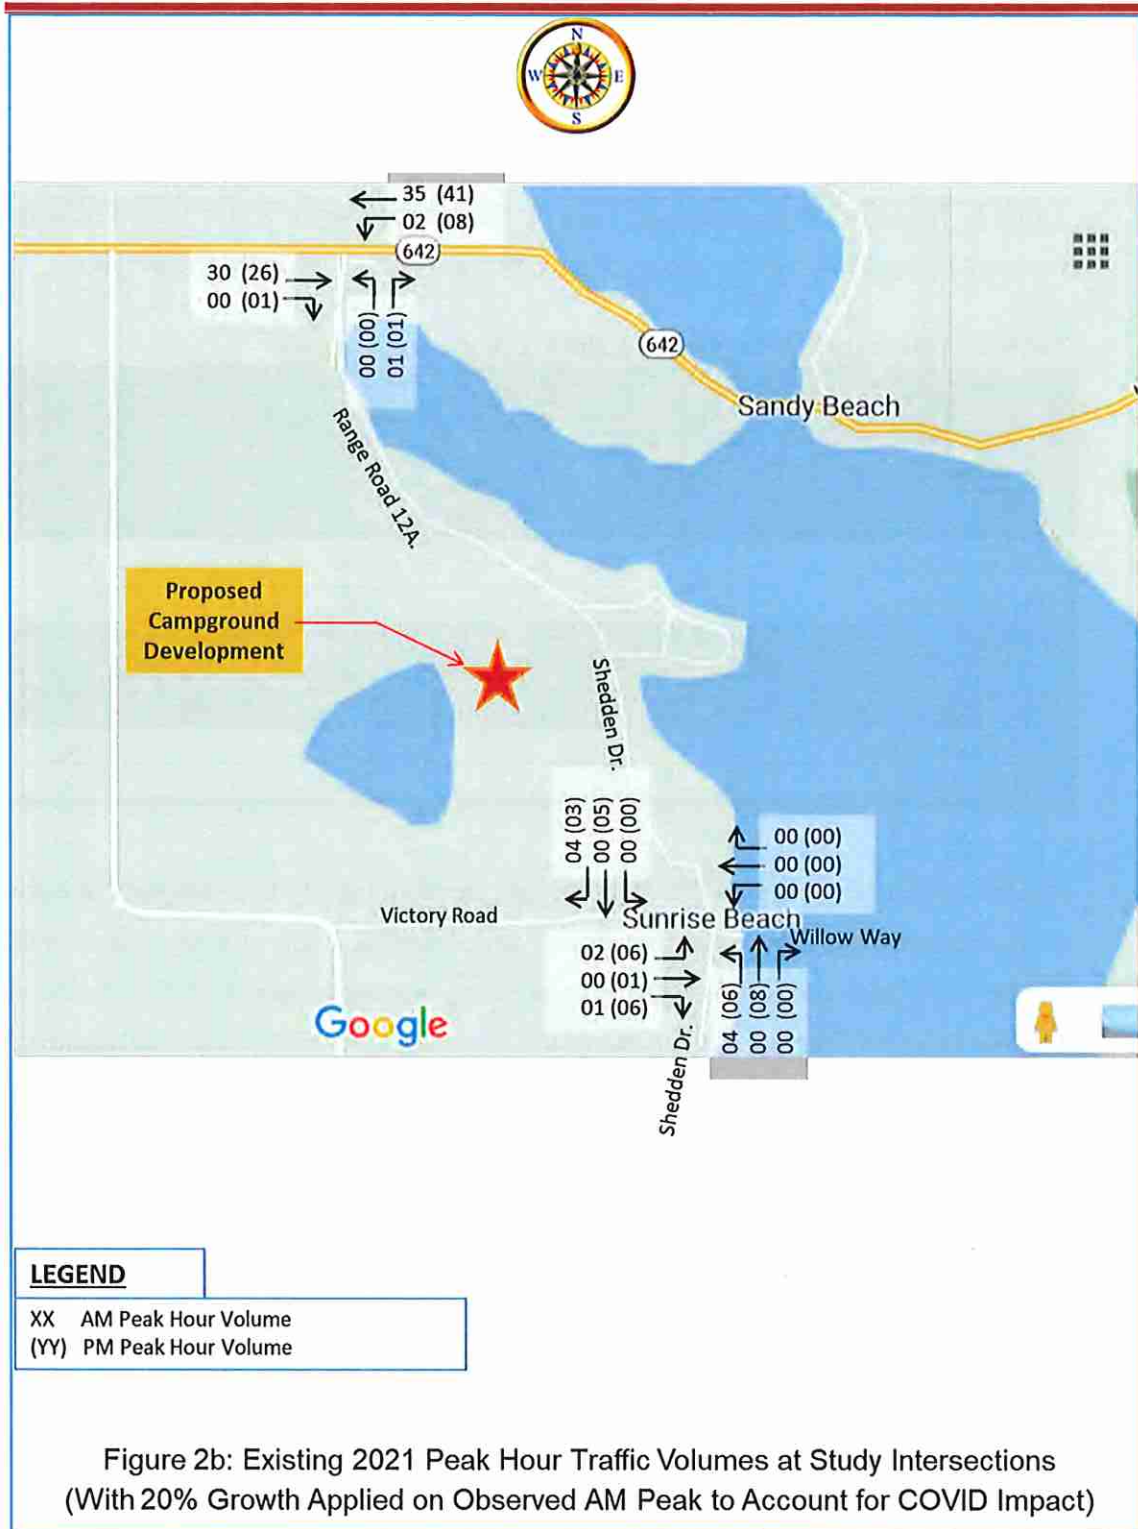 N
W E
S
35 (41)
02 (08)
642
30 (26)
00 (01)
00 (00)
01 (01)
642
Sandy Beach
Range Road 12A.
Proposed
Campground
Development
Shedden Dr.
04 (03)
00 (05)
00 (00)
00 (00)
00 (00)
00 (00)
Victory Road
Sunrise Beach
Willow Way
02 (06)
00 (01)
01 (06)
04 (06)
00 (08)
00 (00)
Google
Shedden Dr.
LEGEND
XX AM Peak Hour Volume
(YY) PM Peak Hour Volume
Figure 2b: Existing 2021 Peak Hour Traffic Volumes at Study Intersections
(With 20% Growth Applied on Observed AM Peak to Account for COVID Impact)